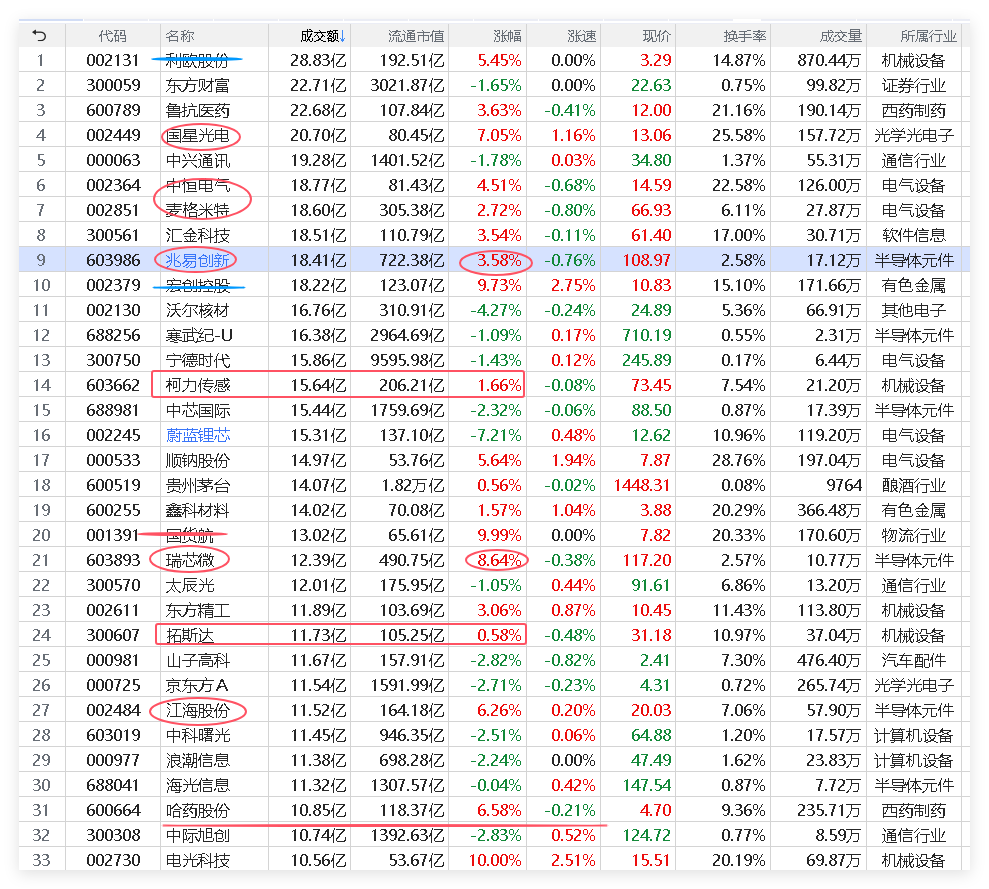 代码 名称 成交额↓ 流通市值 涨幅 涨速 现价 换手率 成交量 所属行业
1 002131 利欧股份 28.83亿 192.51亿 5.45% 0.00% 3.29 14.87% 870.44万 机械设备
2 300059 东方财富 22.71亿 3021.87亿 -1.65% 0.00% 22.63 0.75% 99.82万 证券行业
3 600789 鲁抗医药 22.68亿 107.84亿 3.63% -0.41% 12.00 21.16% 190.14万 西药制药
4 002449 国星光电 20.70亿 80.45亿 7.05% 1.16% 13.06 25.58% 157.72万 光学光电子
5 000063 中兴通讯 19.28亿 1401.52亿 -1.78% 0.03% 34.80 1.37% 55.31万 通信行业
6 002364 中恒电气 18.77亿 81.43亿 4.51% -0.68% 14.59 22.58% 126.00万 电气设备
7 002851 麦格米特 18.60亿 305.38亿 2.72% -0.80% 66.93 6.11% 27.87万 电气设备
8 300561 汇金科技 18.51亿 110.79亿 3.54% -0.11% 61.40 17.00% 30.71万 软件信息
9 603986 兆易创新 18.41亿 722.38亿 3.58% -0.76% 108.97 2.58% 17.12万 半导体元件
10 002379 宏创控股 18.22亿 123.07亿 9.73% 2.75% 10.83 15.10% 171.66万 有色金属
11 002130 沃尔核材 16.76亿 310.91亿 -4.27% -0.24% 24.89 5.36% 66.91万 其他电子
12 688256 寒武纪-U 16.38亿 2964.69亿 -1.09% 0.17% 710.19 0.55% 2.31万 半导体元件
13 300750 宁德时代 15.86亿 9595.98亿 -1.43% 0.12% 245.89 0.17% 6.44万 电气设备
14 603662 柯力传感 15.64亿 206.21亿 1.66% -0.08% 73.45 7.54% 21.20万 机械设备
15 688981 中芯国际 15.44亿 1759.69亿 -2.32% -0.06% 88.50 0.87% 17.39万 半导体元件
16 002245 蔚蓝锂芯 15.31亿 137.10亿 -7.21% 0.48% 12.62 10.96% 119.20万 电气设备
17 000533 顺钠股份 14.97亿 53.76亿 5.64% 1.94% 7.87 28.76% 197.04万 电气设备
18 600519 贵州茅台 14.07亿 1.82万亿 0.56% -0.02% 1448.31 0.08% 9764 酿酒行业
19 600255 鑫科材料 14.02亿 70.08亿 1.57% 1.04% 3.88 20.29% 366.48万 有色金属
20 001391 国货航 13.02亿 65.61亿 9.99% 0.00% 7.82 20.33% 170.60万 物流行业
21 603893 瑞芯微 12.39亿 490.75亿 8.64% -0.38% 117.20 2.57% 10.77万 半导体元件
22 300570 太辰光 12.01亿 175.95亿 -1.05% 0.44% 91.61 6.86% 13.20万 通信行业
23 002611 东方精工 11.89亿 103.69亿 3.06% 0.87% 10.45 11.43% 113.80万 机械设备
24 300607 拓斯达 11.73亿 105.25亿 0.58% -0.48% 31.18 10.97% 37.04万 机械设备
25 000981 山子高科 11.67亿 157.91亿 -2.82% -0.82% 2.41 7.30% 476.40万 汽车配件
26 000725 京东方A 11.54亿 1591.99亿 -2.71% -0.23% 4.31 0.72% 265.74万 光学光电子
27 002484 江海股份 11.52亿 164.18亿 6.26% 0.20% 20.03 7.06% 57.90万 半导体元件
28 603019 中科曙光 11.45亿 946.35亿 -2.51% 0.06% 64.88 1.20% 17.57万 计算机设备
29 000977 浪潮信息 11.38亿 698.28亿 -2.24% 0.00% 47.49 1.62% 23.83万 计算机设备
30 688041 海光信息 11.32亿 1307.57亿 -0.04% 0.42% 147.54 0.87% 7.72万 半导体元件
31 600664 哈药股份 10.85亿 118.37亿 6.58% -0.21% 4.70 9.36% 235.71万 西药制药
32 300308 中际旭创 10.74亿 1392.63亿 -2.83% 0.52% 124.72 0.77% 8.59万 通信行业
33 002730 电光科技 10.56亿 53.67亿 10.00% 2.51% 15.51 20.19% 69.87万 机械设备